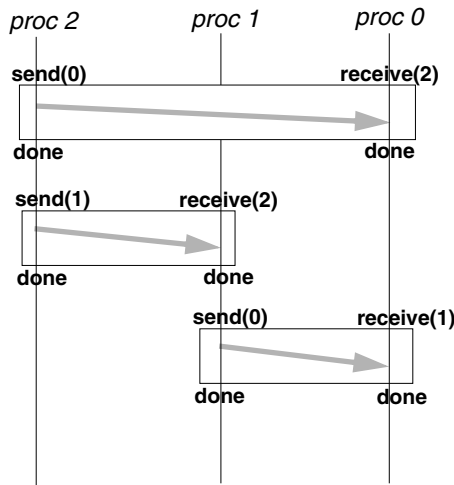 proc 2 proc 1 proc 0
send(0) receive(2)
done done
send(1) receive(2)
done done
send(0) receive(1)
done done